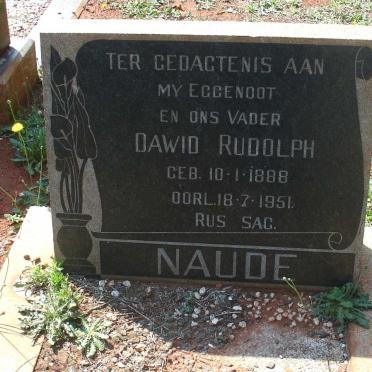 TER GEDAGTENIS AAN
MY EGGENOOT
EN ONS VADER
DAWID RUDOLPH
GEB. 10-1-1888
OORL. 18-7-1951.
RUS SAG.
NAUDE